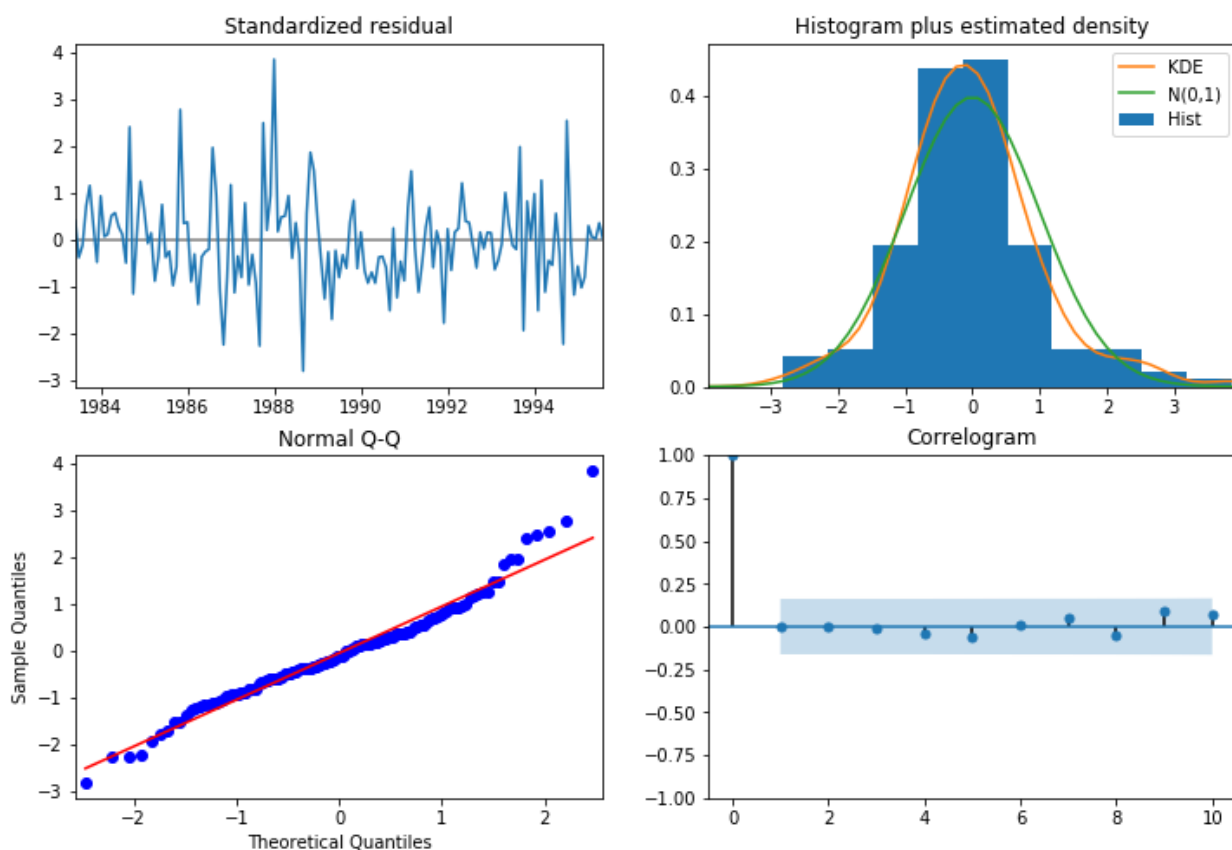 Standardized residual
4
3
2
1
0
−1
−2
−3
1984 1986 1988 1990 1992 1994
Histogram plus estimated density
KDE
N(0,1)
Hist
0.4
0.3
0.2
0.1
0.0
−3 −2 −1 0 1 2 3
Normal Q-Q
Sample Quantiles
4
3
2
1
0
−1
−2
−3
−2 −1 0 1 2
Theoretical Quantiles
Correlogram
1.00
0.75
0.50
0.25
0.00
−0.25
−0.50
−0.75
−1.00
0 2 4 6 8 10